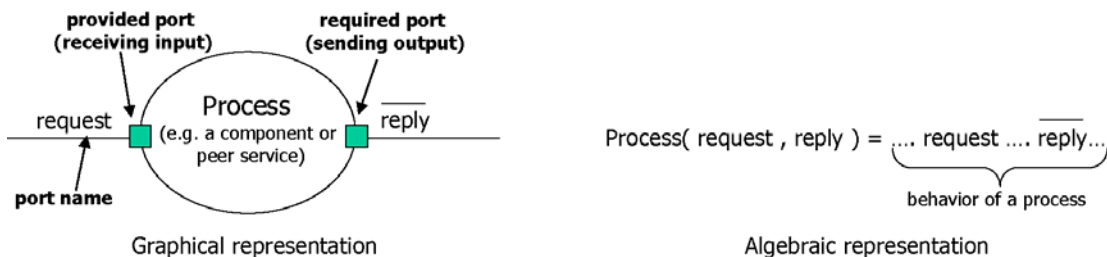 provided port
(receiving input)
required port
(sending output)
request
Process
(e.g. a component or
peer service)
reply
port name
Graphical representation
Process( request , reply ) = .... request .... reply...
behavior of a process
Algebraic representation